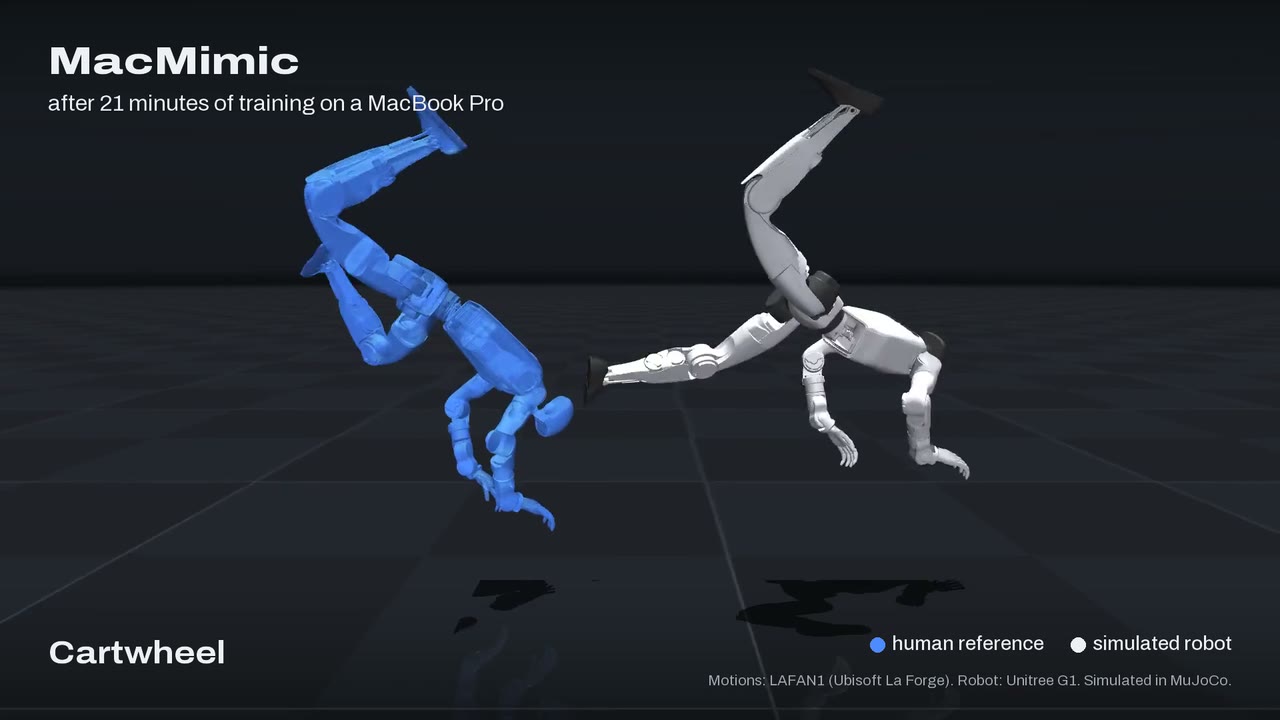 MacMimic
after 21 minutes of training on a MacBook Pro
Cartwheel
human reference
simulated robot
Motions: LAFAN1 (Ubisoft La Forge). Robot: Unitree G1. Simulated in MuJoCo.